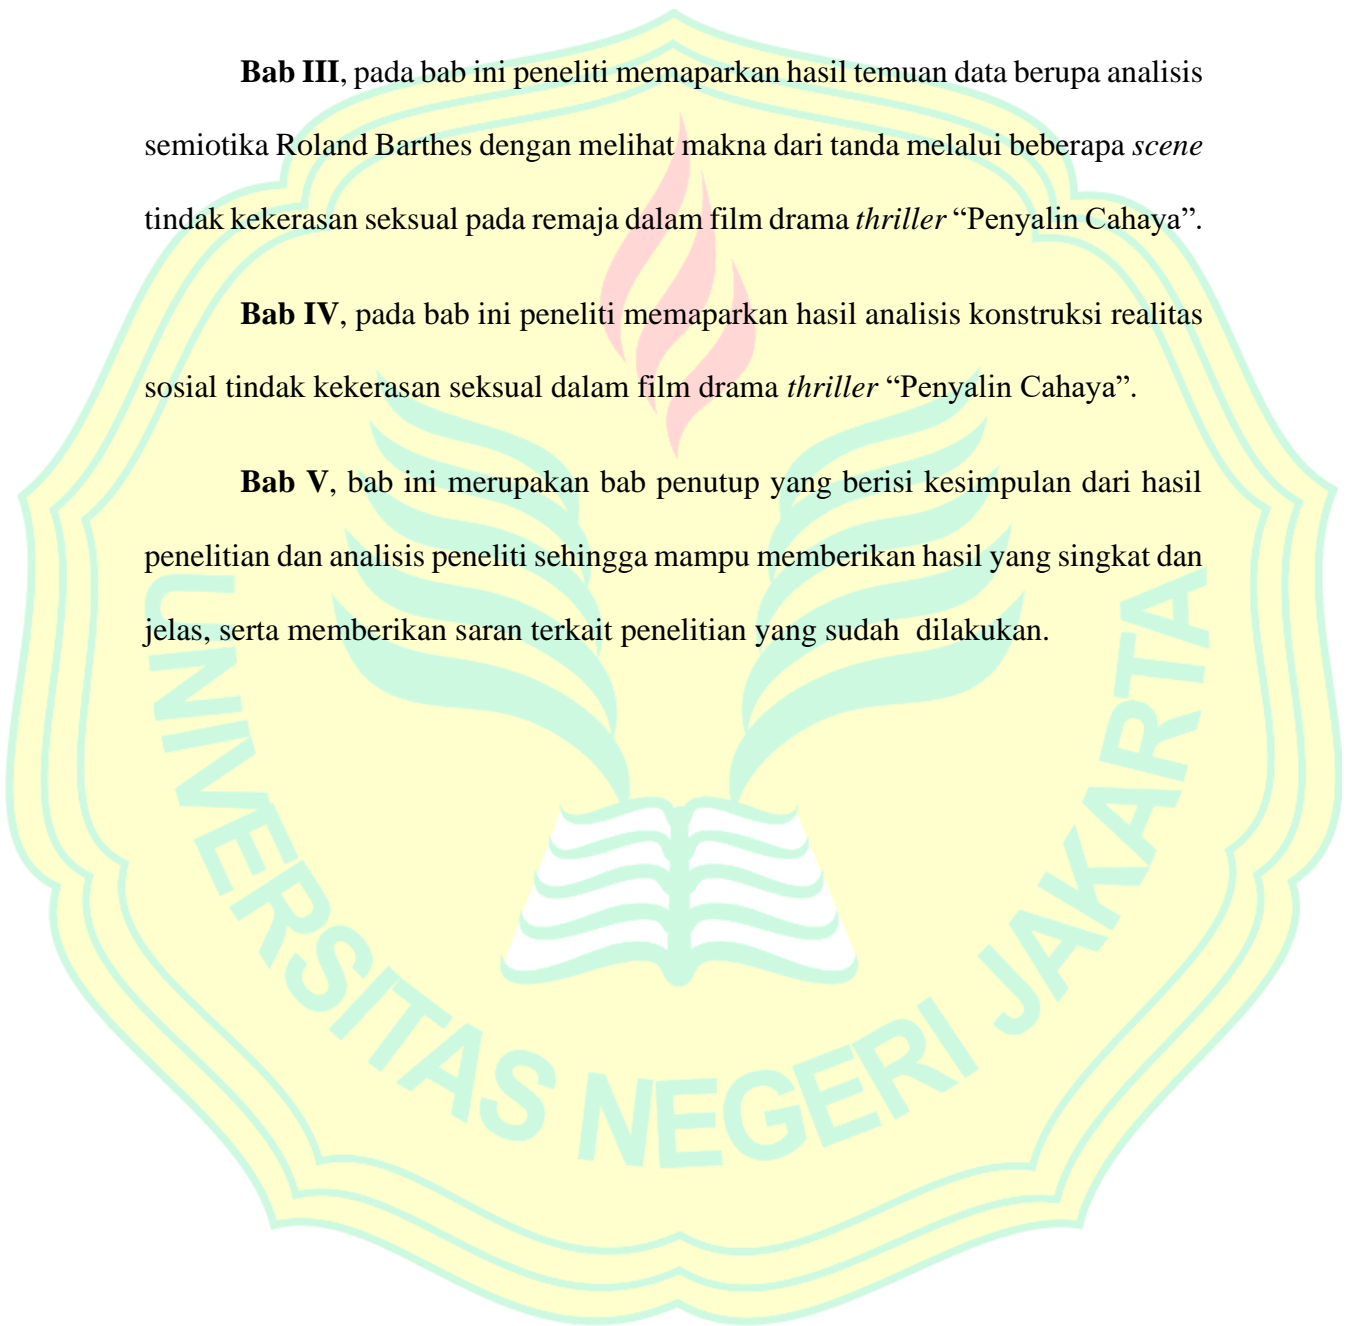 Bab III, pada bab ini peneliti memaparkan hasil temuan data berupa analisis
semiotika Roland Barthes dengan melihat makna dari tanda melalui beberapa scene
tindak kekerasan seksual pada remaja dalam film drama thriller “Penyalin Cahaya”.
Bab IV, pada bab ini peneliti memaparkan hasil analisis konstruksi realitas
sosial tindak kekerasan seksual dalam film drama thriller “Penyalin Cahaya”.
Bab V, bab ini merupakan bab penutup yang berisi kesimpulan dari hasil
penelitian dan analisis peneliti sehingga mampu memberikan hasil yang singkat dan
jelas, serta memberikan saran terkait penelitian yang sudah  dilakukan.
UNIVERSITAS NEGERI JAKARTA